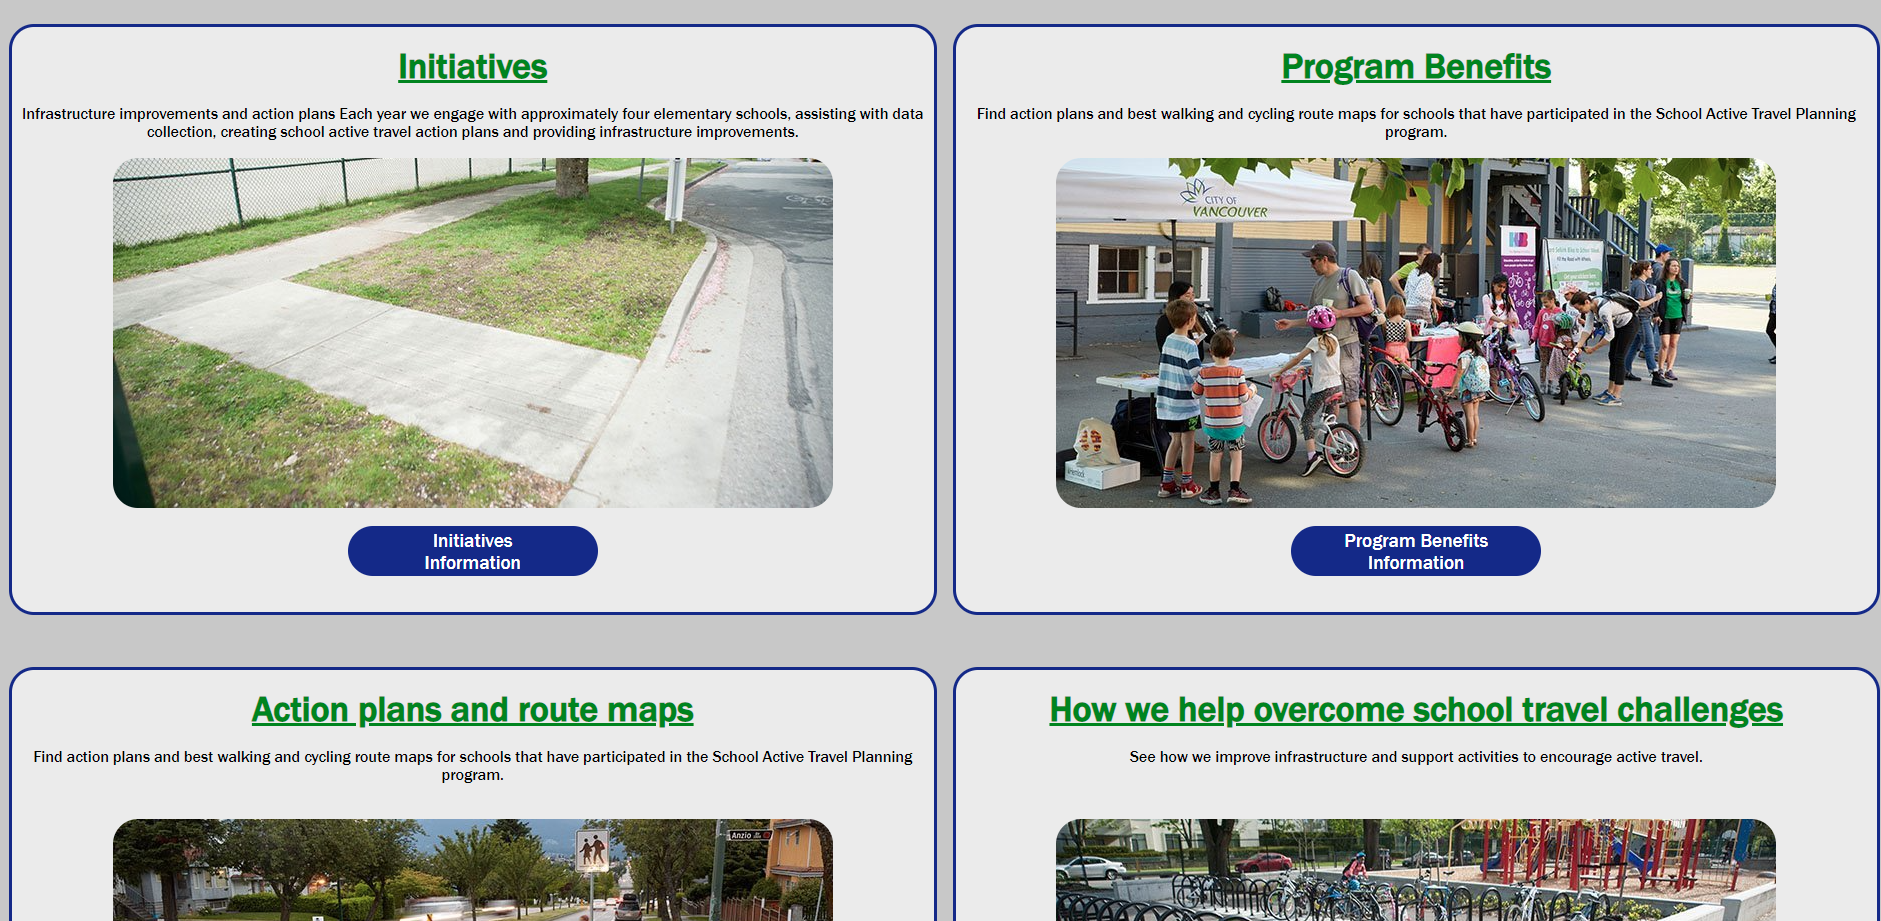 Initiatives
Infrastructure improvements and action plans Each year we engage with approximately four elementary schools, assisting with data
collection, creating school active travel action plans and providing infrastructure improvements.
Initiatives
Information
Program Benefits
Find action plans and best walking and cycling route maps for schools that have participated in the School Active Travel Planning
program.
CITY OF
VANCOUVER
HUB
Program Benefits
Information
Action plans and route maps
Find action plans and best walking and cycling route maps for schools that have participated in the School Active Travel Planning
program.
Anzio
How we help overcome school travel challenges
See how we improve infrastructure and support activities to encourage active travel.